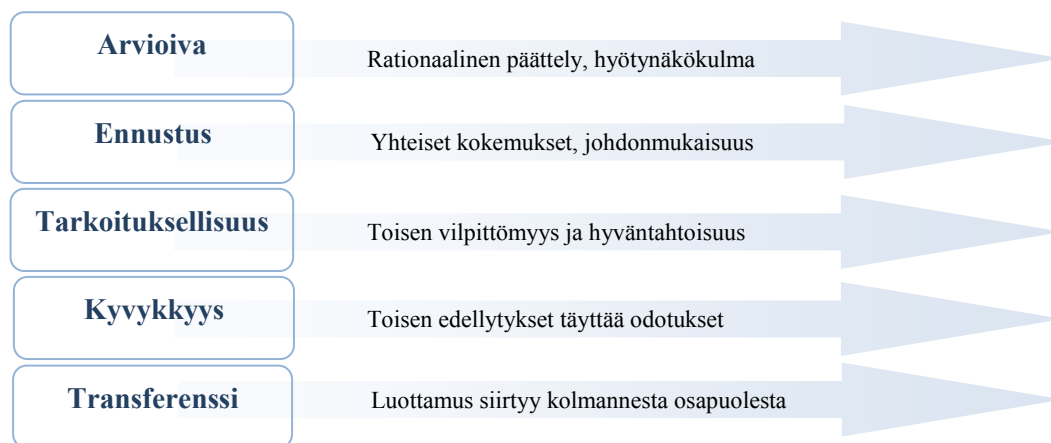 Arvioiva
Rationaalinen päättely, hyötynäkökulma
Ennustus
Yhteiset kokemukset, johdonmukaisuus
Tarkoituksellisuus
Toisen vilpittömyys ja hyväntahtoisuus
Kyvykkyys
Toisen edellytykset täyttää odotukset
Transferenssi
Luottamus siirtyy kolmannesta osapuolesta